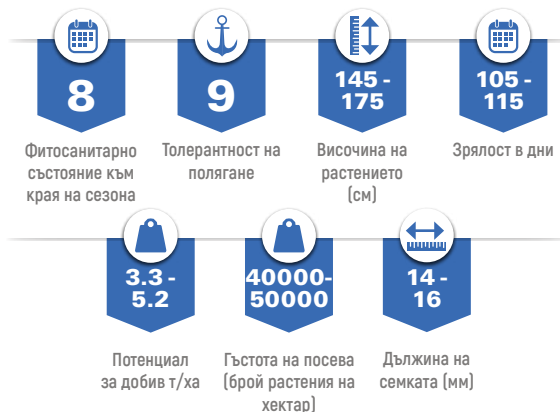 8
Фитосанитарно
състояние към
края на сезона
9
Толерантност на
полягане
145 -
175
Височина на
растението
(см)
105 -
115
Зрялост в дни
3.3 -
5.2
Потенциал
за добив т/ха
40000-
50000
Гъстота на посева
(брой растения на
хектар)
14 -
16
Дължина на
семката (мм)